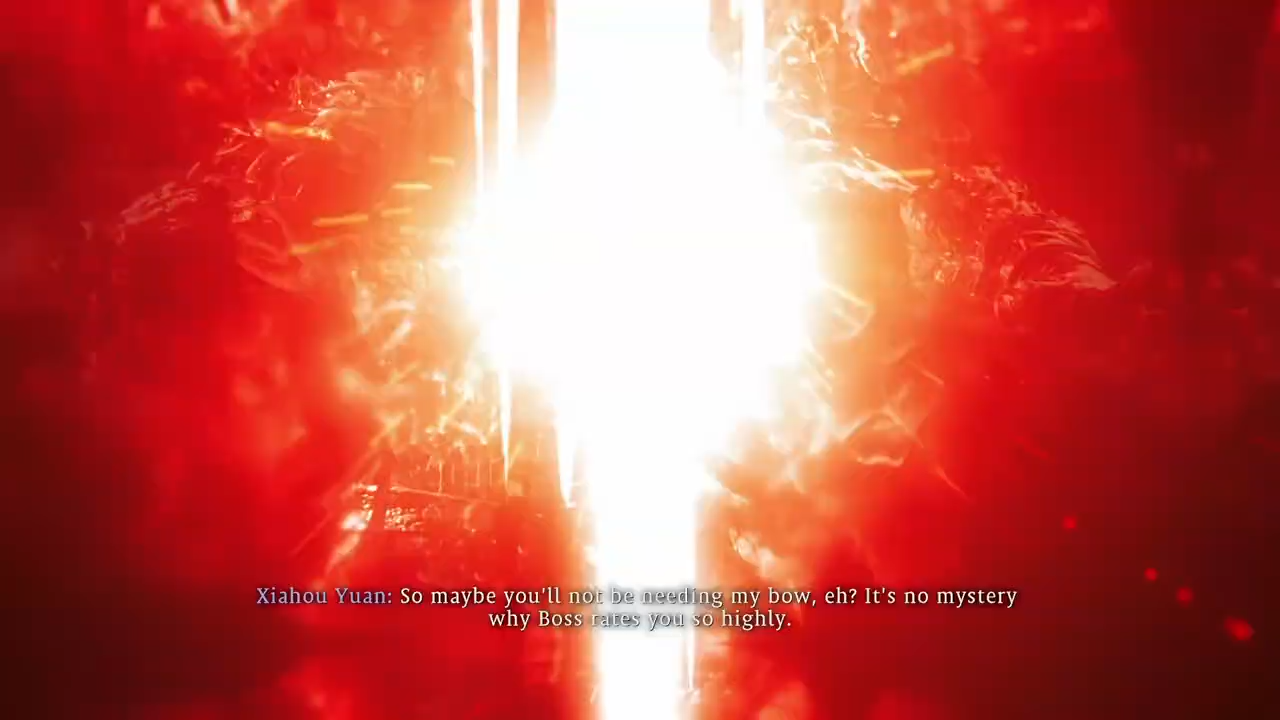 Xiahou Yuan: So maybe you'll not be needing my bow, eh? It's no mystery
why Boss rates you so highly.